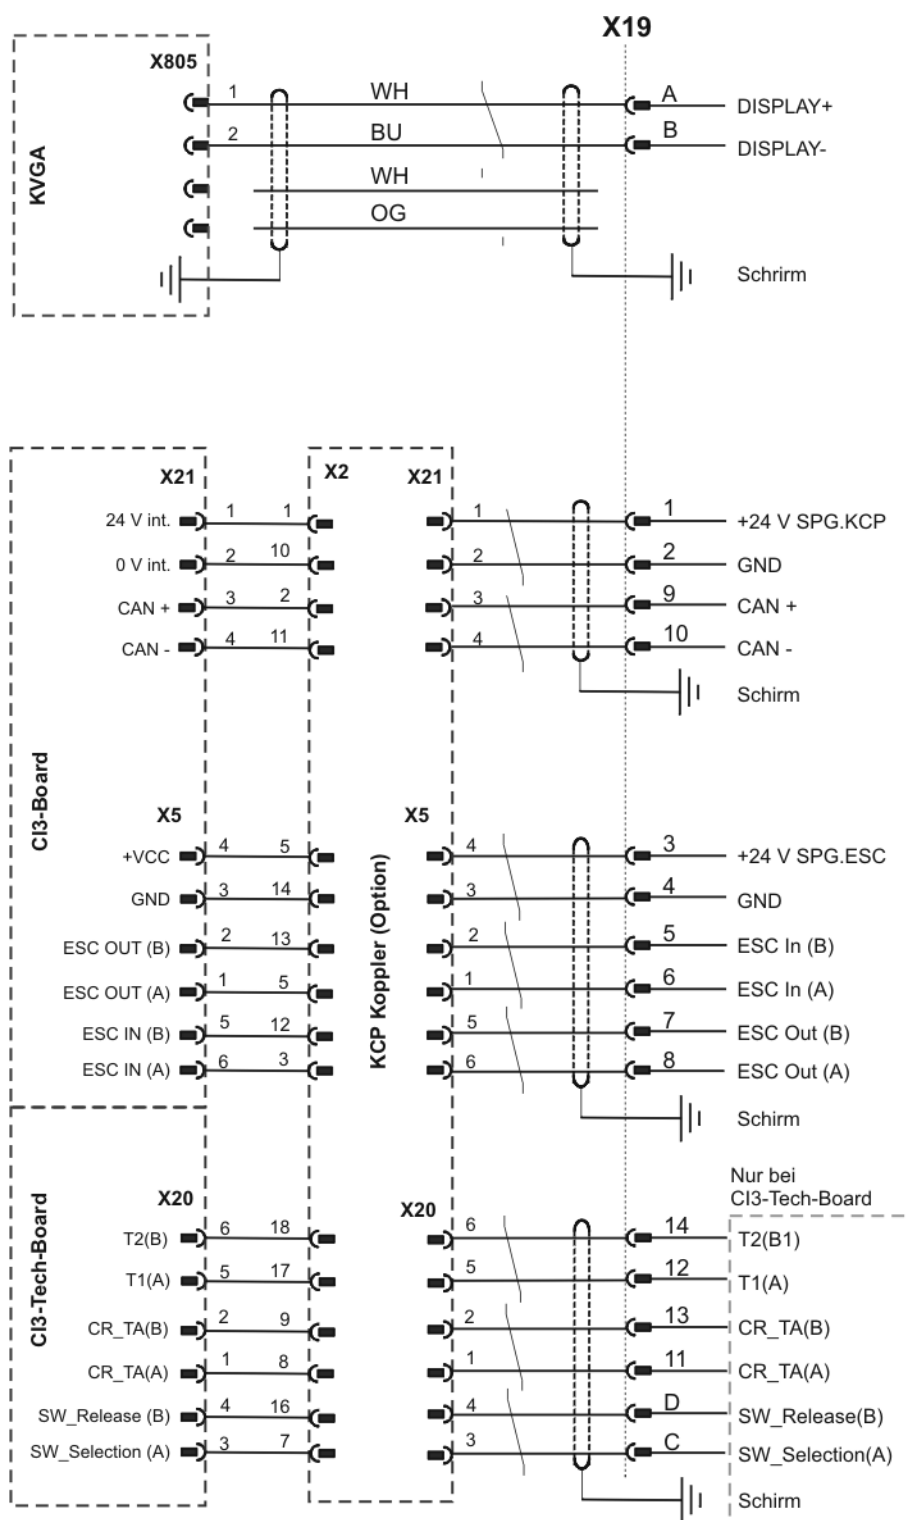 X19
X805
KVGA
1 WH A DISPLAY+
2 BU B DISPLAY-
WH
OG
Schrirm
X21 X2 X21
24 V int. 1 1 1 1 +24 V SPG.KCP
0 V int. 2 10 2 2 GND
CAN + 3 2 3 9 CAN +
CAN - 4 11 4 10 CAN -
Schirm
CI3-Board
KCP Koppler (Option)
X5 X5
+VCC 4 5 4 3 +24 V SPG.ESC
GND 3 14 3 4 GND
ESC OUT (B) 2 13 2 5 ESC In (B)
ESC OUT (A) 1 5 1 6 ESC In (A)
ESC IN (B) 5 12 5 7 ESC Out (B)
ESC IN (A) 6 3 6 8 ESC Out (A)
Schirm
Nur bei
CI3-Tech-Board
CI3-Tech-Board
X20 X20
T2(B) 6 18 6 14 T2(B1)
T1(A) 5 17 5 12 T1(A)
CR_TA(B) 2 9 2 13 CR_TA(B)
CR_TA(A) 1 8 1 11 CR_TA(A)
SW_Release (B) 4 16 4 D SW_Release(B)
SW_Selection (A) 3 7 3 C SW_Selection(A)
Schirm